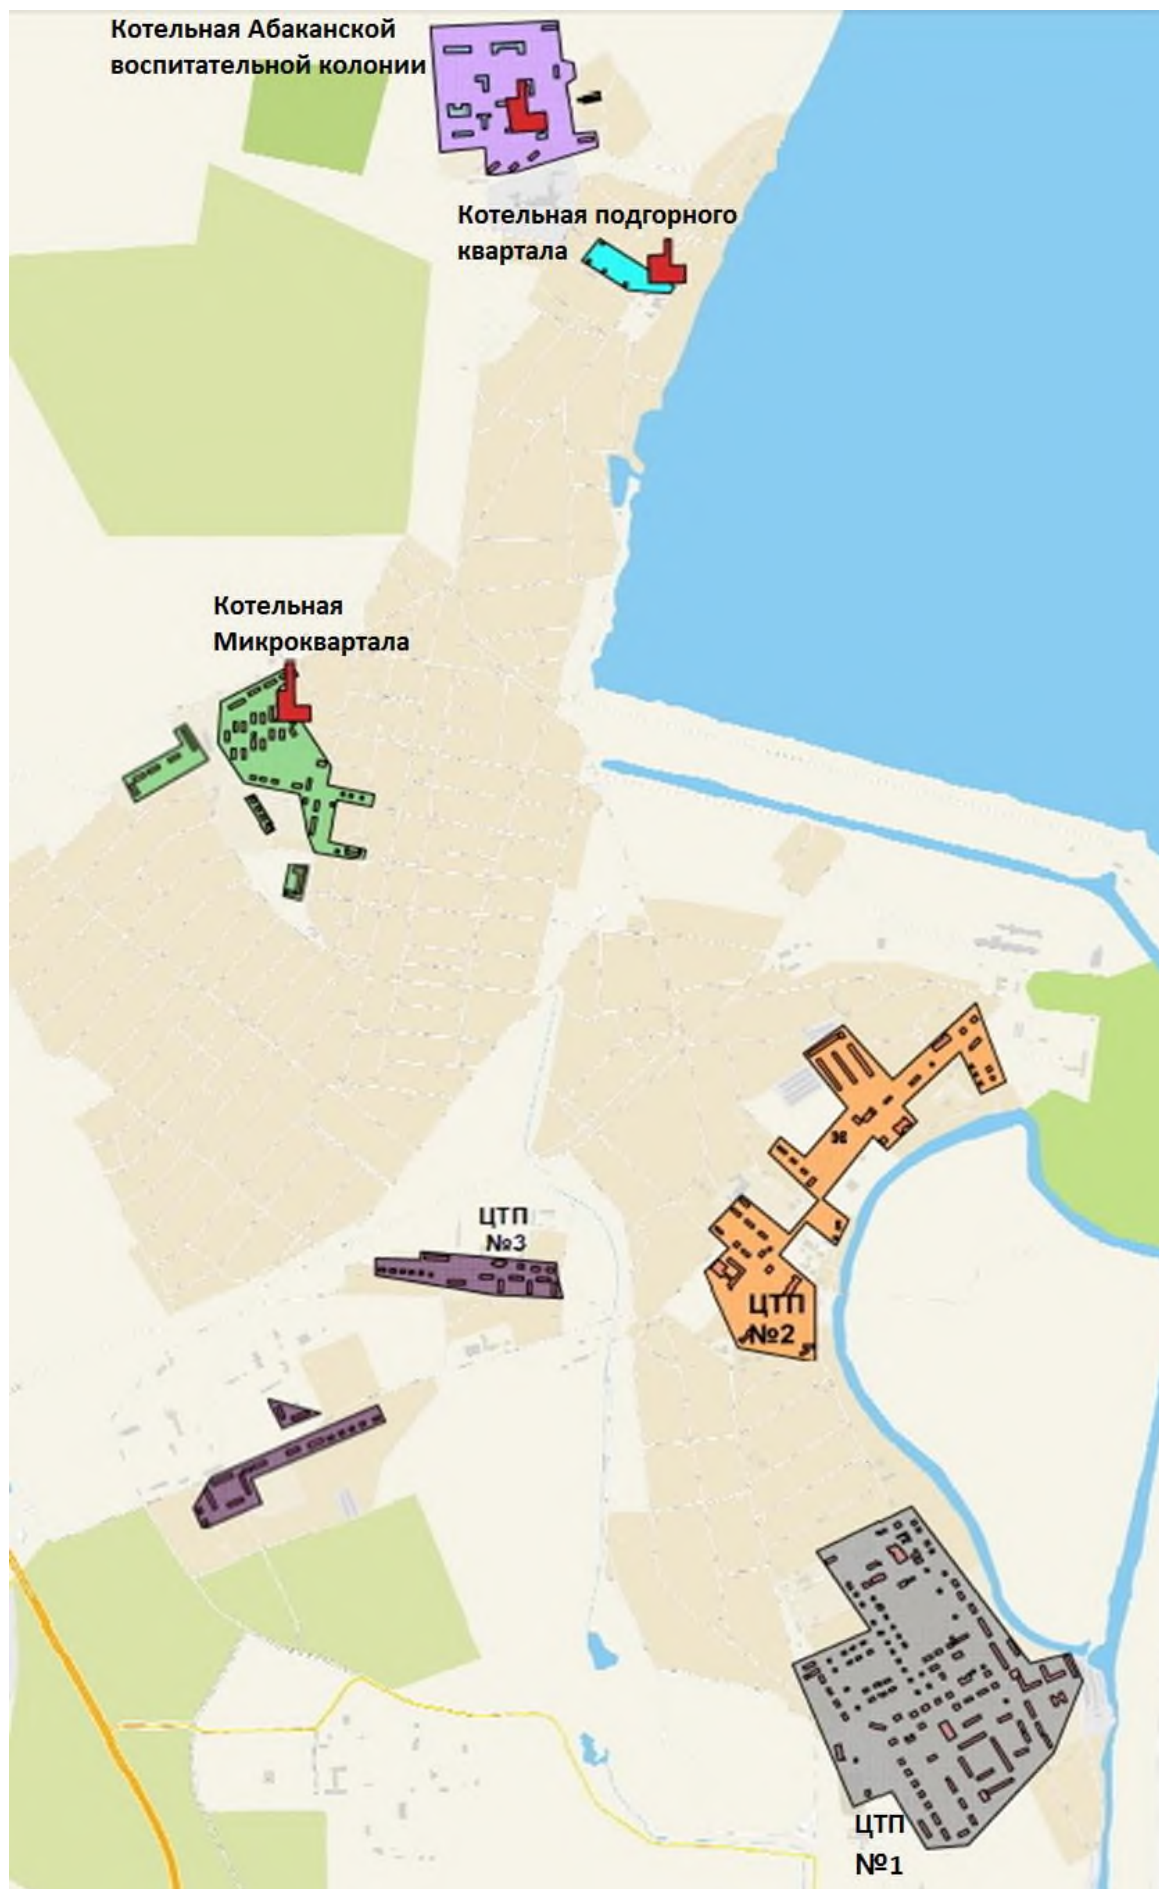 Котельная Абаканской
воспитательной колонии
Котельная подгорного
квартала
Котельная
Микроквартала
ЦТП
№3
ЦТП
№2
ЦТП
№1